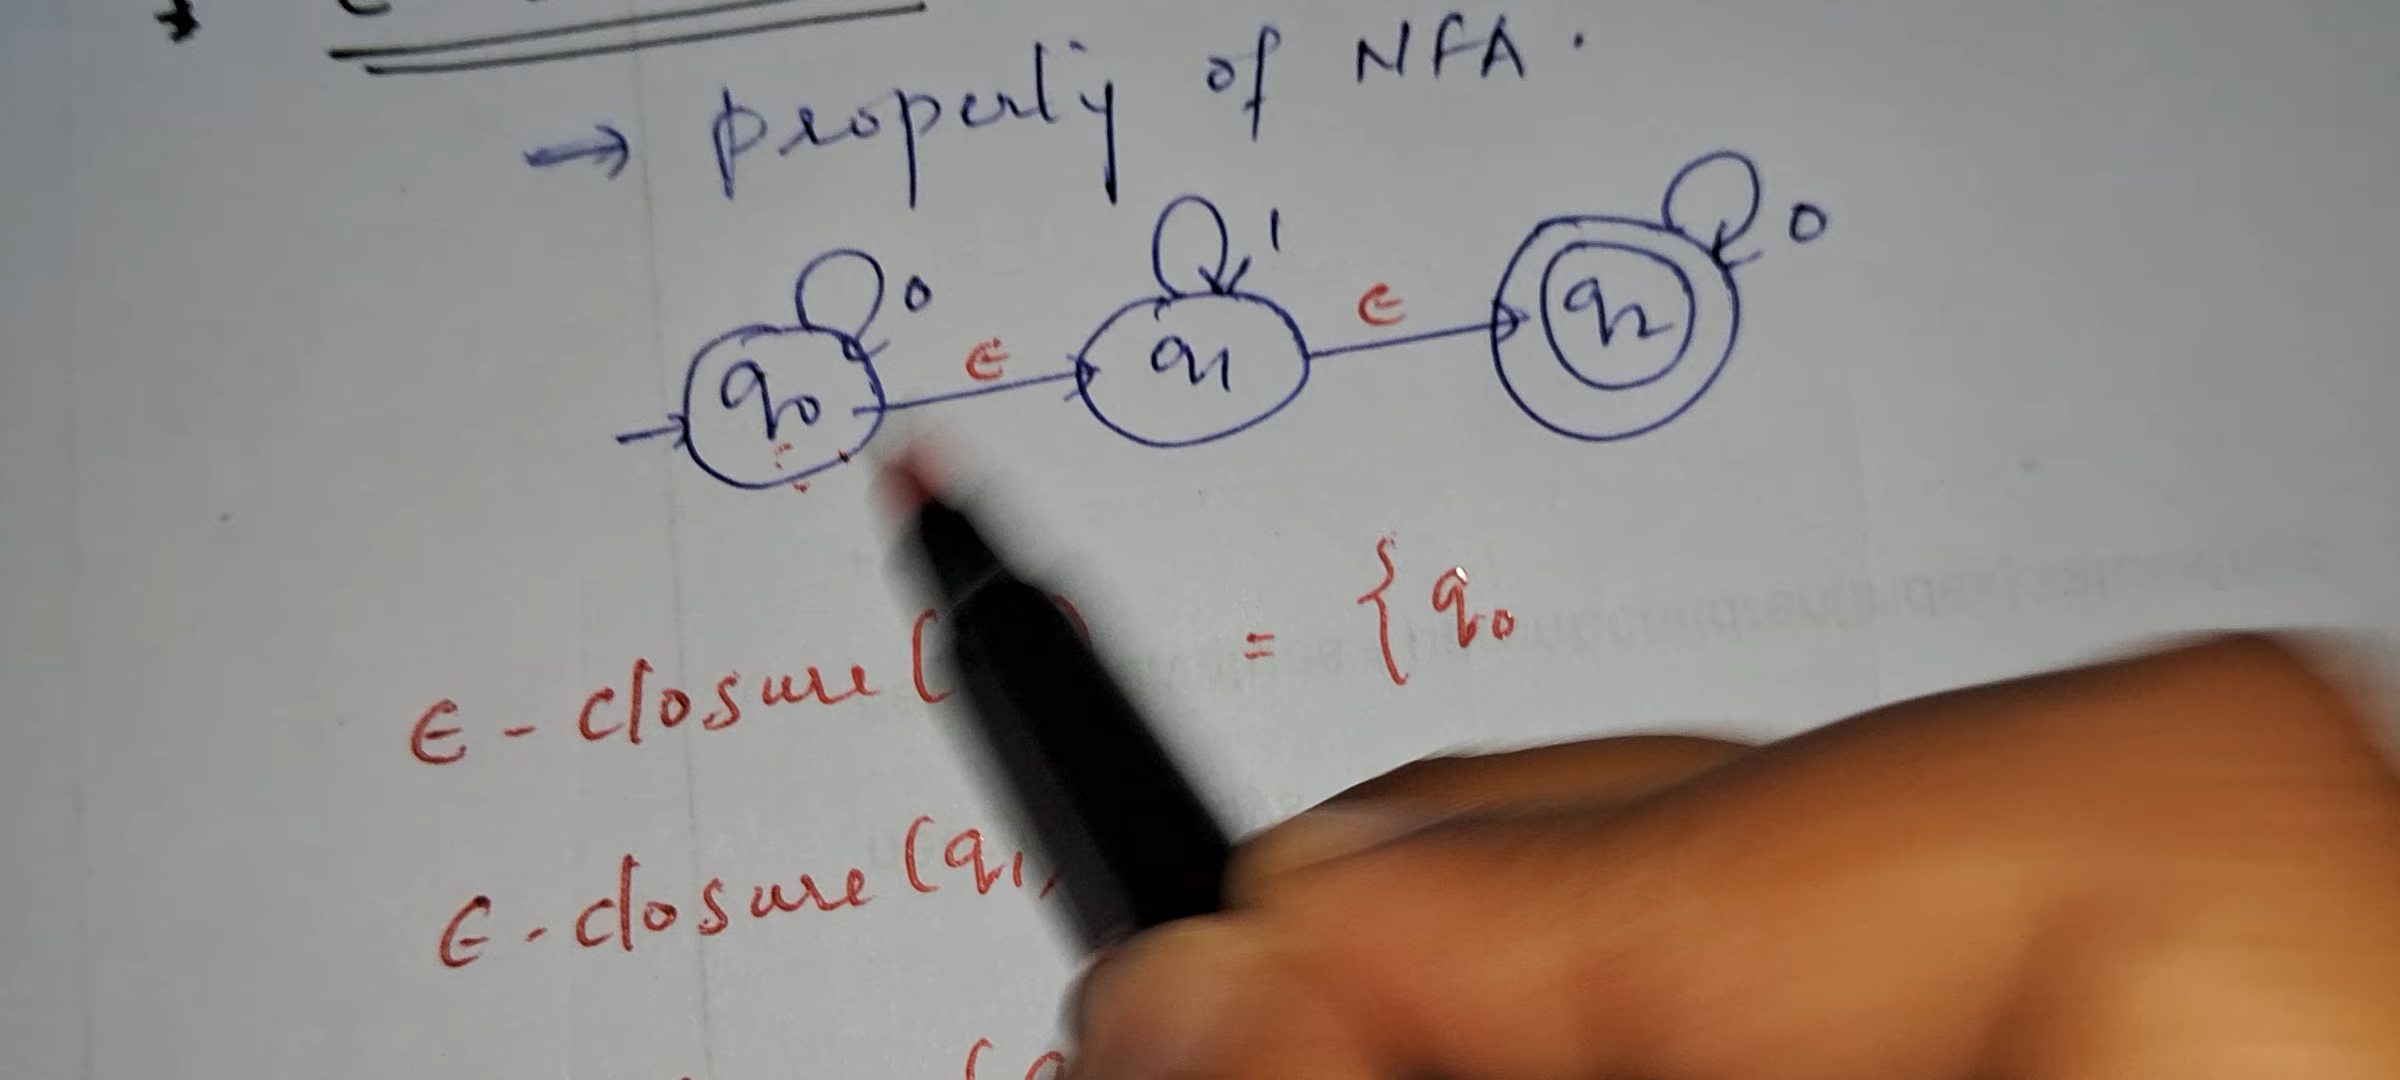 → Property of NFA.
0 1 0
q0 ε q1 ε q2
ε - closure ( ) = { q0
ε - closure (q1
(q